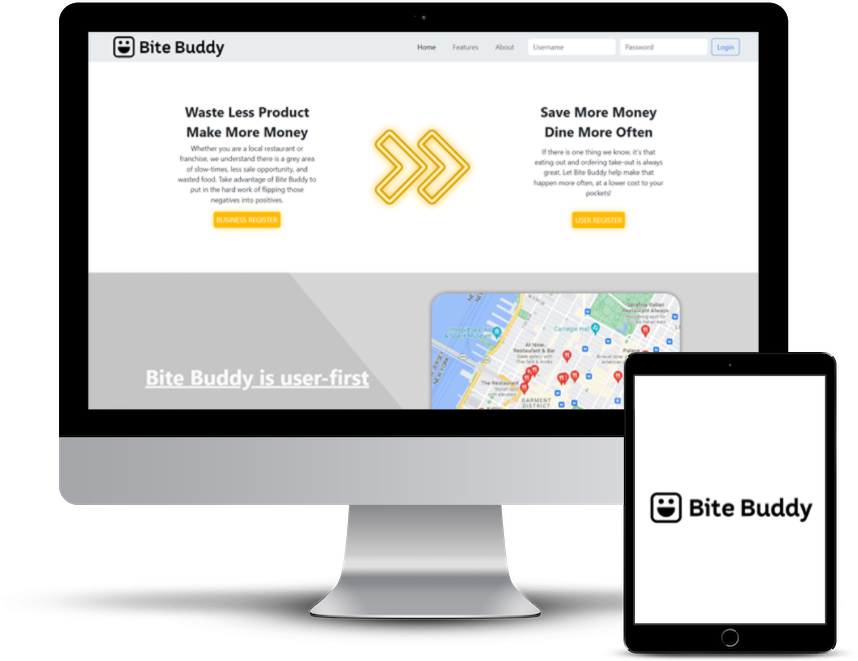 Bite Buddy
Home
Features
About
Username
Password
Login
Waste Less Product
Make More Money
Whether you are a local restaurant or
franchise, we understand there is a grey area
of slow-times, less sale opportunity, and
wasted food. Take advantage of Bite Buddy to
put in the hard work of flipping those
negatives into positives.
BUSINESS REGISTER
Save More Money
Dine More Often
If there is one thing we know, it's that
eating out and ordering take-out is always
great. Let Bite Buddy help make that
happen more often, at a lower cost to your
pockets!
USER REGISTER
Bite Buddy is user-first
Carnegie Hall
Restaurant & Bar
The Restaurant
GARMENT
DISTRICT
Bite Buddy